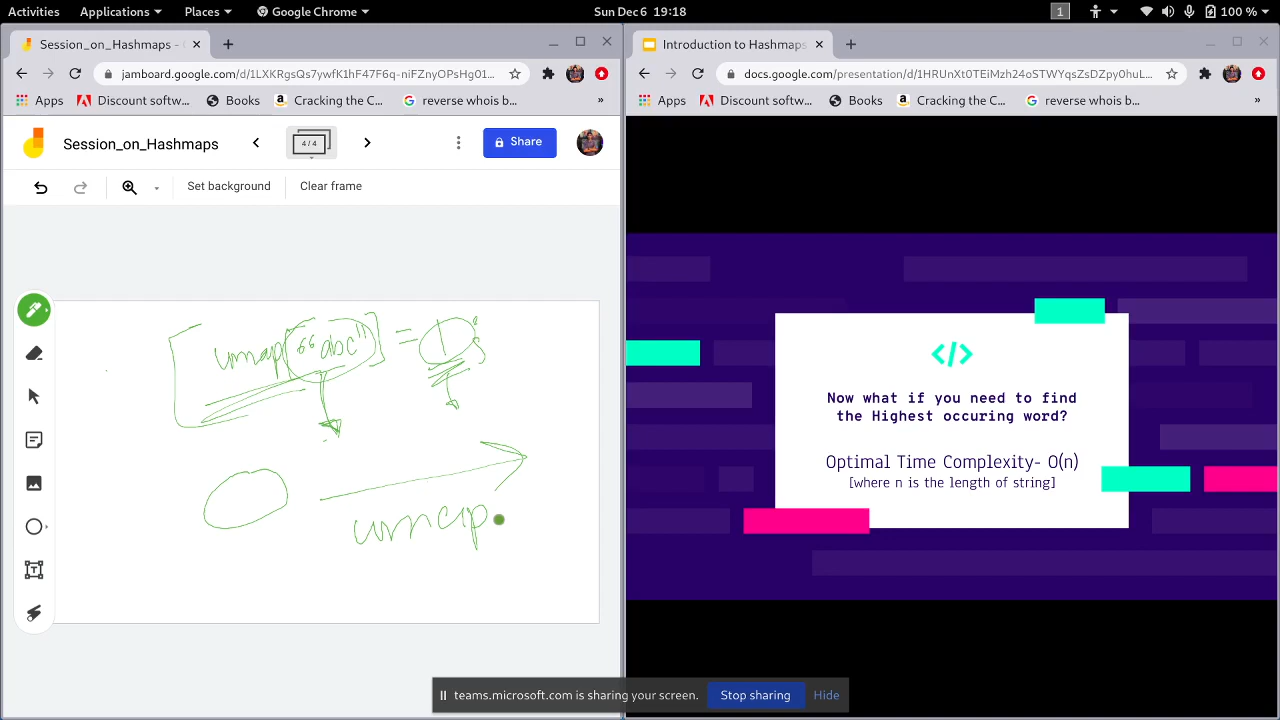 Applications Places Google Chrome Sun Dec 6 19:18 1 100 %
Session_on_Hashmaps - G
jamboard.google.com/d/1LXKRgsQs7ywfK1hF47F6q-niFZnyOPsHg01...
Apps Discount softw... Books Cracking the C... reverse whois b... »
Session_on_Hashmaps 4/4 Share
Set background Clear frame
umap["abc"] =
umap
Introduction to Hashmaps
docs.google.com/presentation/d/1HRUnXt0TEiMzh24oSTWYqsZsDZpy0huL...
Apps Discount softw... Books Cracking the C... reverse whois b... »
</>
Now what if you need to find
the Highest occuring word?
Optimal Time Complexity- O(n)
[where n is the length of string]
teams.microsoft.com is sharing your screen. Stop sharing Hide